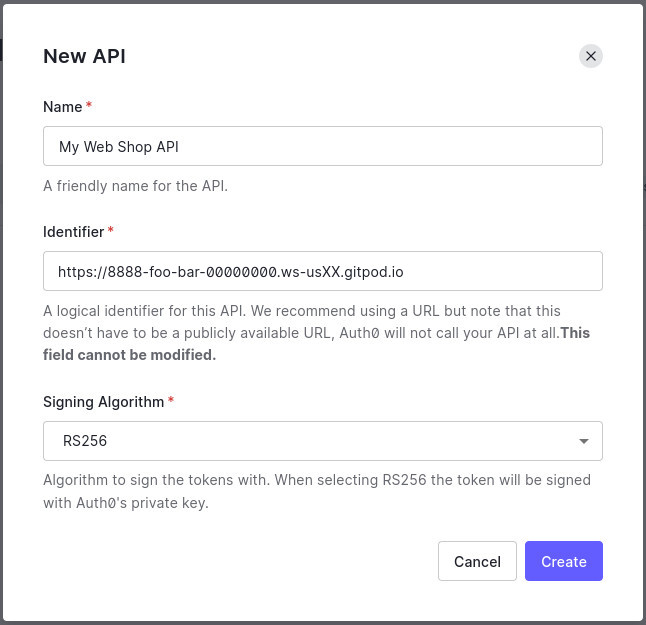 New API
Name *
My Web Shop API
A friendly name for the API.
Identifier *
https://8888-foo-bar-00000000.ws-usXX.gitpod.io
A logical identifier for this API. We recommend using a URL but note that this
doesn’t have to be a publicly available URL, Auth0 will not call your API at all.This
field cannot be modified.
Signing Algorithm *
RS256
Algorithm to sign the tokens with. When selecting RS256 the token will be signed
with Auth0's private key.
Cancel
Create